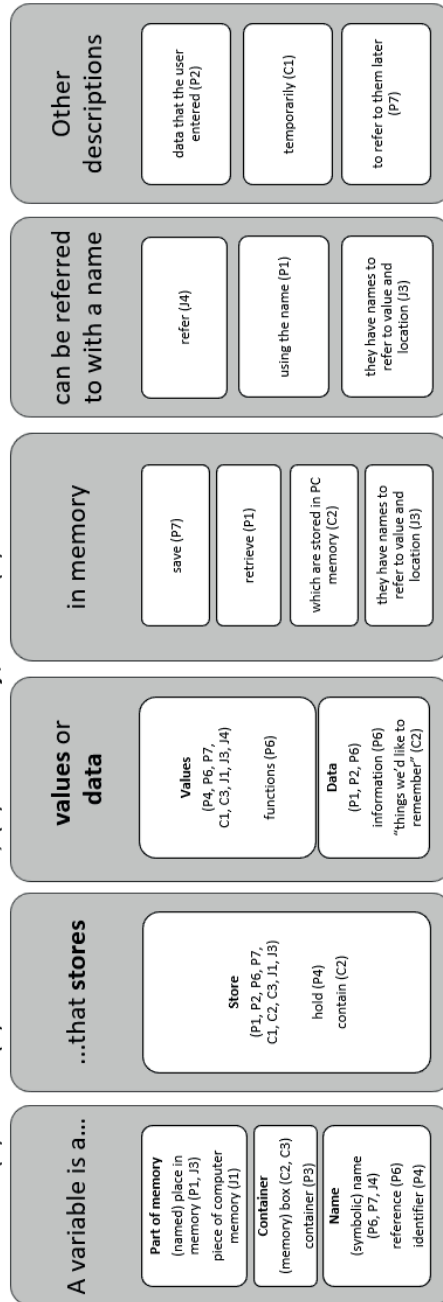 A variable is a...
Part of memory
(named) place in
memory (P1, J3)
piece of computer
memory (J1)
Container
(memory) box (C2, C3)
container (P3)
Name
(symbolic) name
(P6, P7, J4)
reference (P6)
identifier (P4)
...that stores
Store
(P1, P2, P6, P7,
C1, C2, C3, J1, J3)
hold (P4)
contain (C2)
values or
data
Values
(P4, P6, P7,
C1, C3, J1, J3, J4)
functions (P6)
Data
(P1, P2, P6)
information (P6)
"things we'd like to
remember" (C2)
in memory
save (P7)
retrieve (P1)
which are stored in PC
memory (C2)
they have names to
refer to value and
location (J3)
can be referred
to with a name
refer (J4)
using the name (P1)
they have names to
refer to value and
location (J3)
Other
descriptions
data that the user
entered (P2)
temporarily (C1)
to refer to them later
(P7)